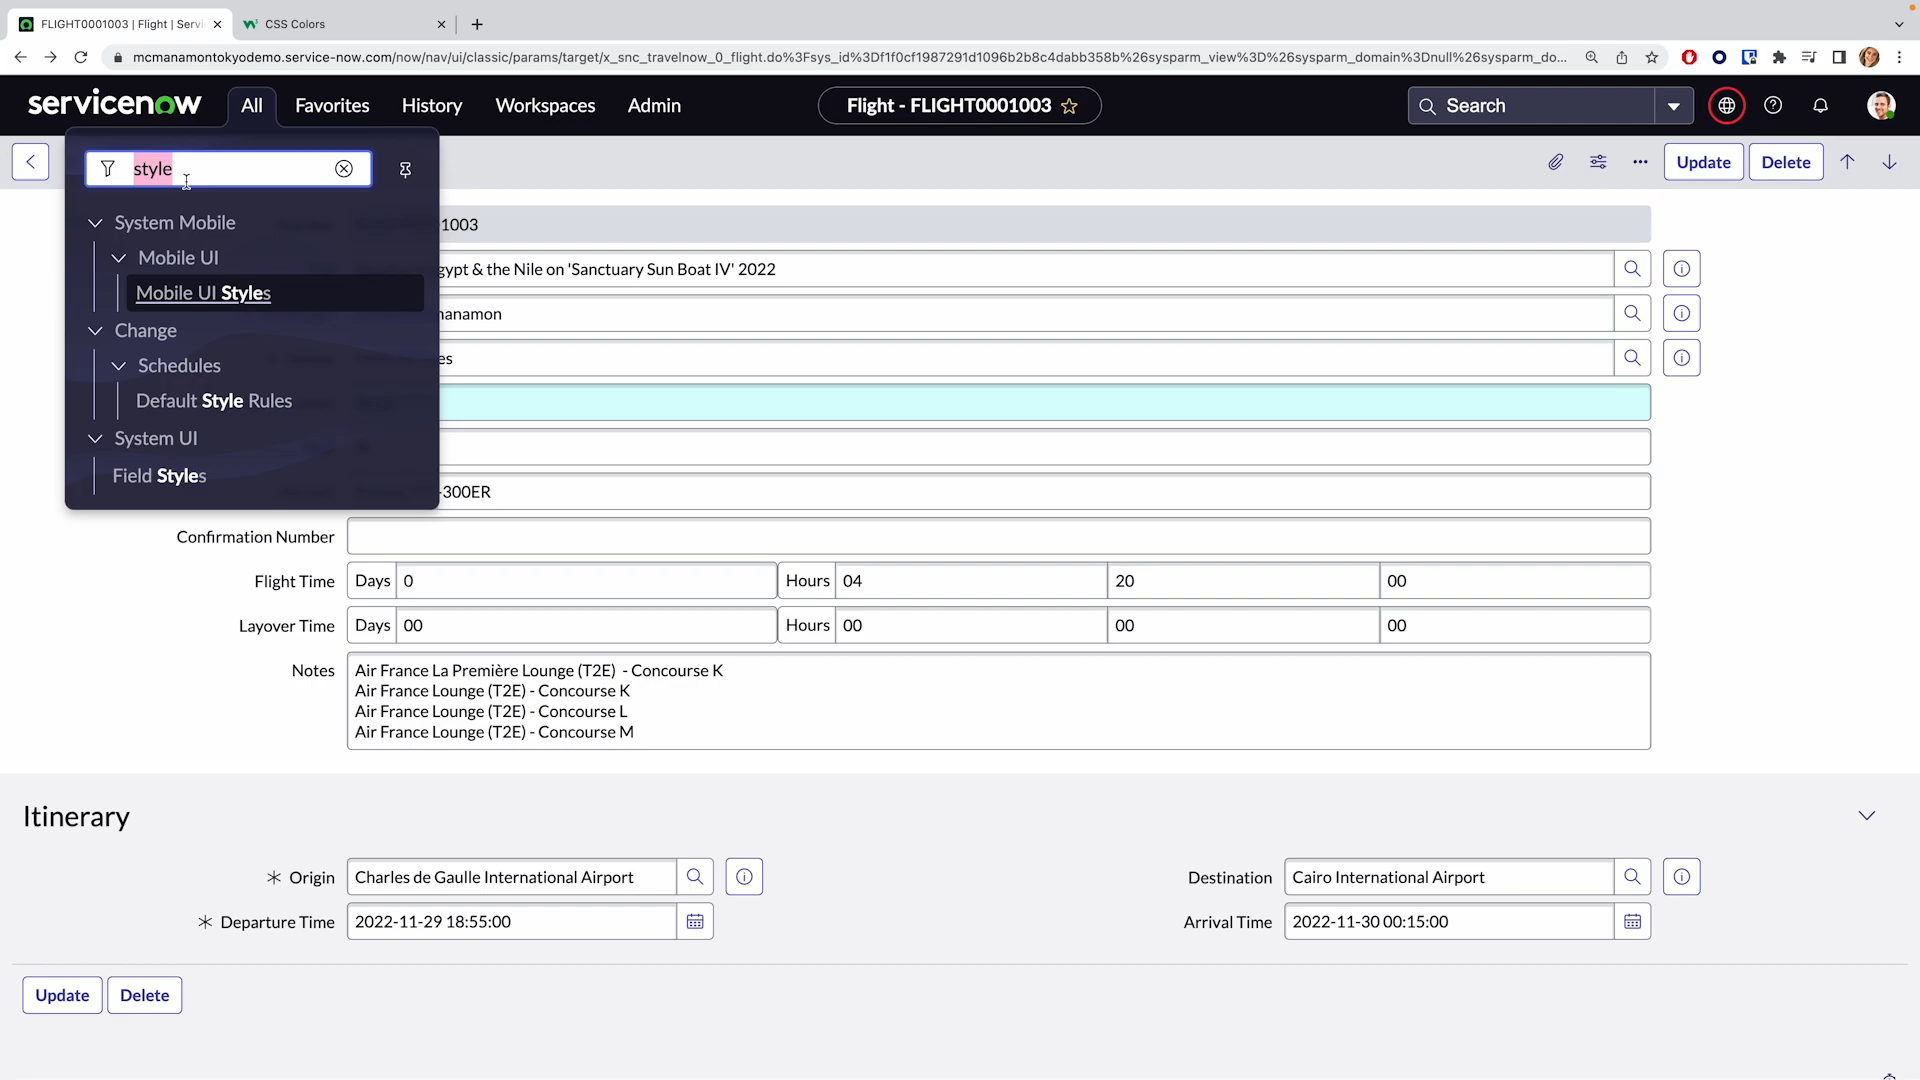 FLIGHT0001003 | Flight | Servi
CSS Colors
mcmanamontokyodemo.service-now.com/now/nav/ui/classic/params/target/x_snc_travelnow_0_flight.do%3Fsys_id%3Df1f0cf1987291d1096b2b8c4dabb358b%26sysparm_view%3D%26sysparm_domain%3Dnull%26sysparm_do...
servicenow
All
Favorites
History
Workspaces
Admin
Flight - FLIGHT0001003
Search
style
Update
Delete
System Mobile
1003
Mobile UI
gypt & the Nile on 'Sanctuary Sun Boat IV' 2022
Mobile UI Styles
nanamon
Change
es
Schedules
Default Style Rules
System UI
Field Styles
-300ER
Confirmation Number
Flight Time Days 0 Hours 04 20 00
Layover Time Days 00 Hours 00 00 00
Notes
Air France La Première Lounge (T2E) - Concourse K
Air France Lounge (T2E) - Concourse K
Air France Lounge (T2E) - Concourse L
Air France Lounge (T2E) - Concourse M
Itinerary
Origin Charles de Gaulle International Airport Destination Cairo International Airport
Departure Time 2022-11-29 18:55:00 Arrival Time 2022-11-30 00:15:00
Update Delete